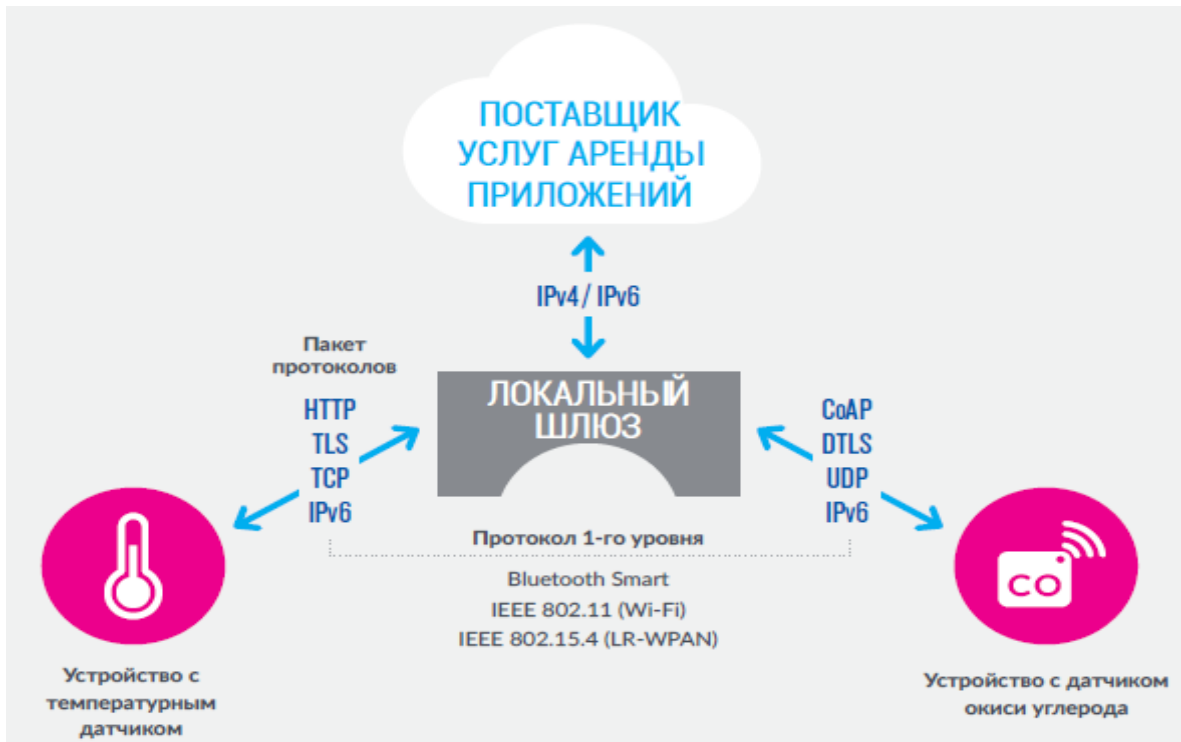 ПОСТАВЩИК
УСЛУГ АРЕНДЫ
ПРИЛОЖЕНИЙ
IPv4 / IPv6
Пакет
протоколов
HTTP
TLS
TCP
IPv6
ЛОКАЛЬНЫЙ
ШЛЮЗ
CoAP
DTLS
UDP
IPv6
Протокол 1-го уровня
Bluetooth Smart
IEEE 802.11 (Wi-Fi)
IEEE 802.15.4 (LR-WPAN)
Устройство с
температурным
датчиком
CO
Устройство с датчиком
окиси углерода